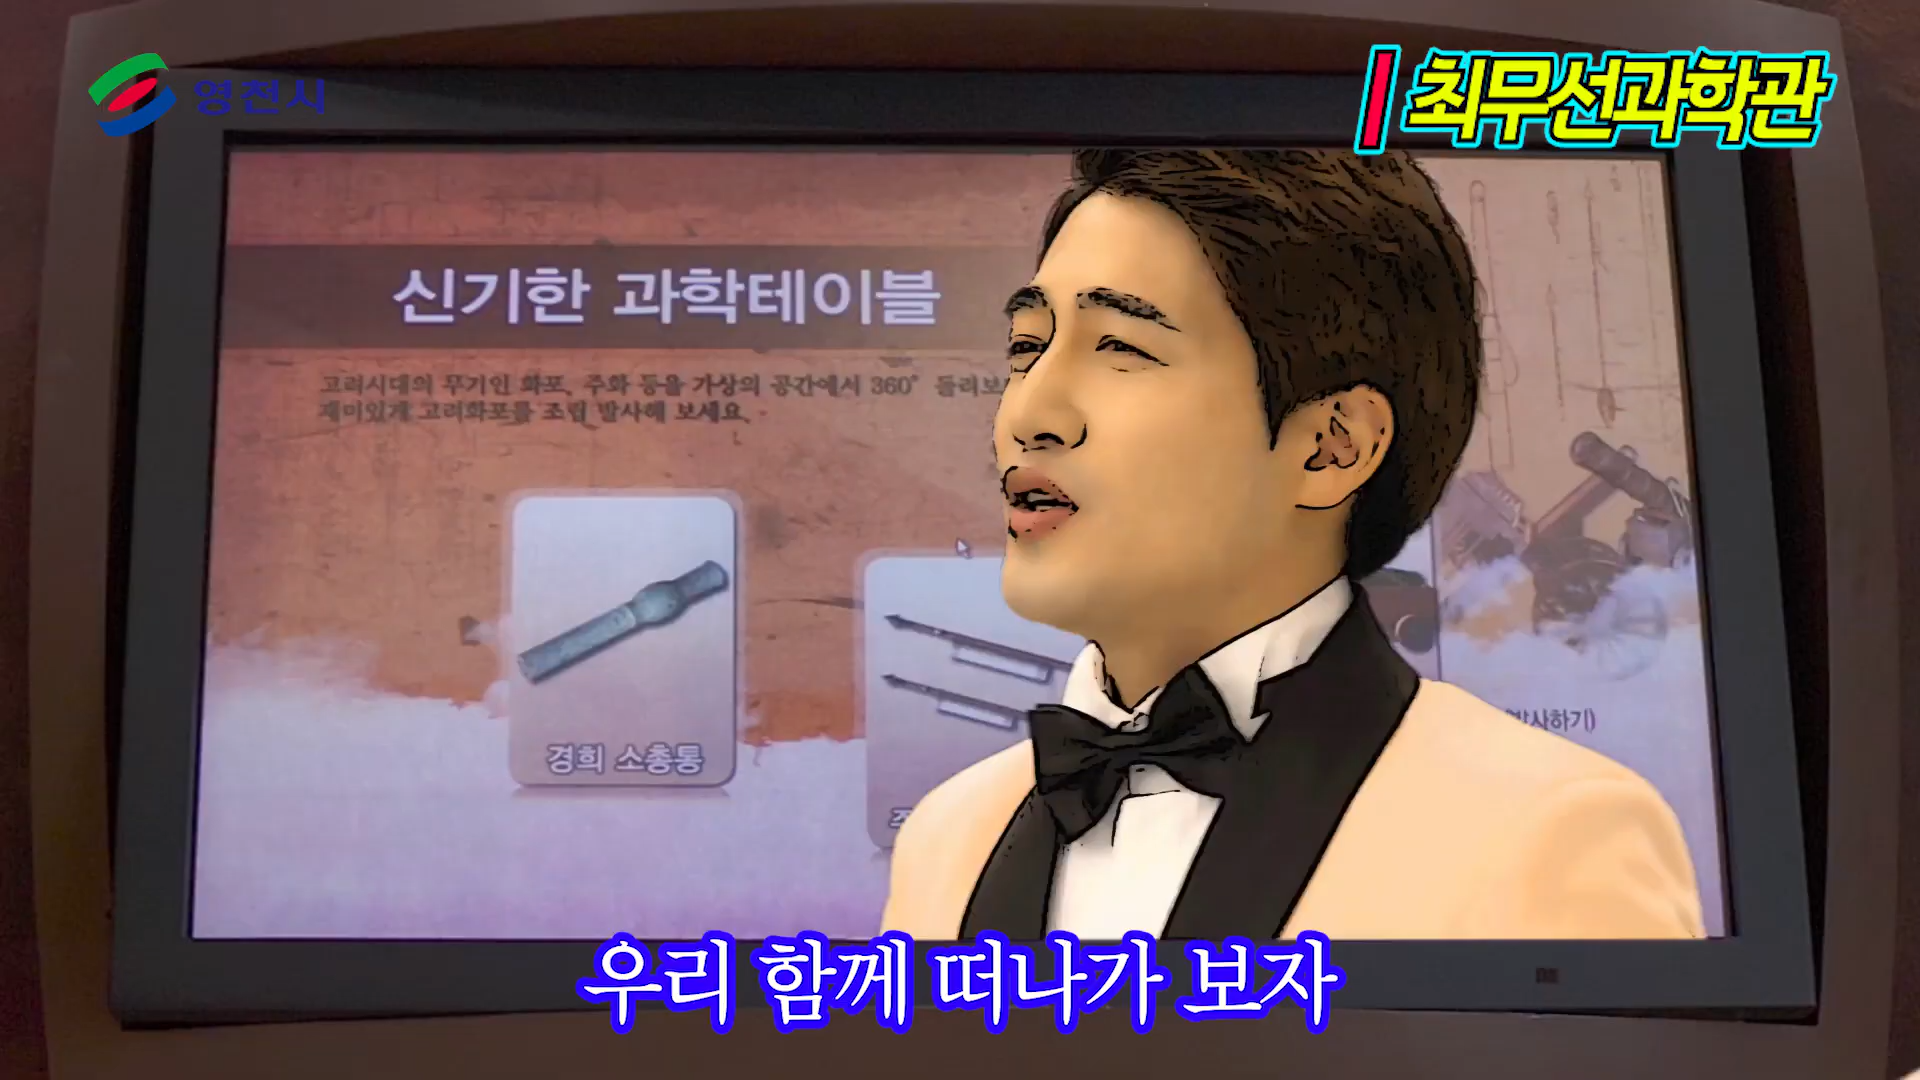 영천시
최무선과학관
신기한 과학테이블
고려시대의 무기인 화포, 주화 등을 가상의 공간에서 360° 돌려보
재미있게 고려화포를 조립 발사해 보세요.
경희 소총통
발사하기)
우리 함께 떠나가 보자